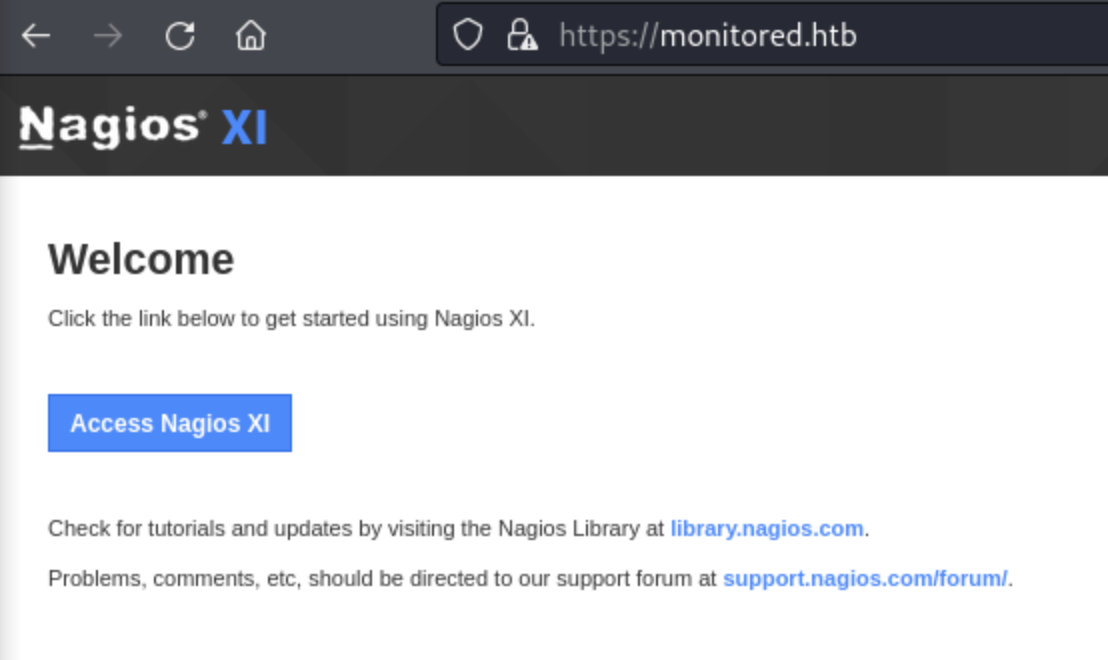 https://monitored.htb
Nagios® XI
Welcome
Click the link below to get started using Nagios XI.
Access Nagios XI
Check for tutorials and updates by visiting the Nagios Library at library.nagios.com.
Problems, comments, etc, should be directed to our support forum at support.nagios.com/forum/.